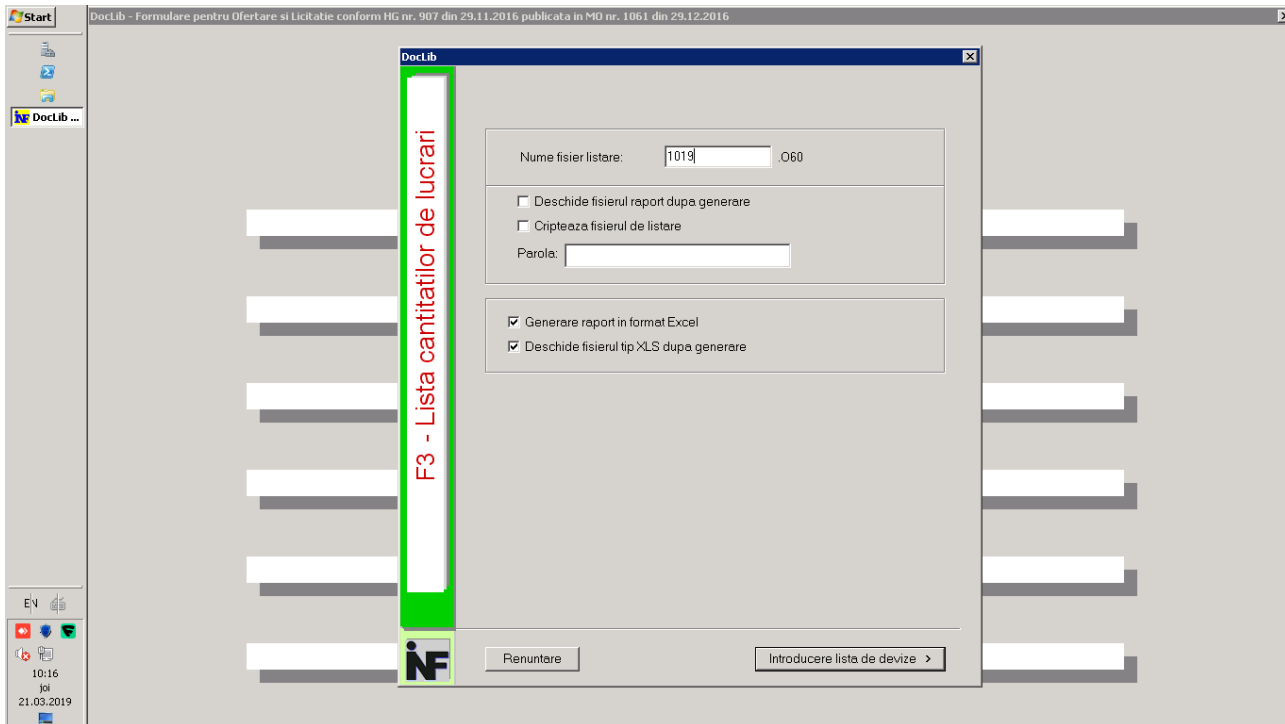 Start
DocLib - Formulare pentru Ofertare si Licitatie conform HG nr. 907 din 29.11.2016 publicata in MO nr. 1061 din 29.12.2016
iNF DocLib ...
DocLib
F3 - Lista cantitatilor de lucrari
Nume fisier listare: 1019 .O60
Deschide fisierul raport dupa generare
Cripteaza fisierul de listare
Parola:
Generare raport in format Excel
Deschide fisierul tip XLS dupa generare
iNF
Renuntare
Introducere lista de devize >
EN
10:16
joi
21.03.2019